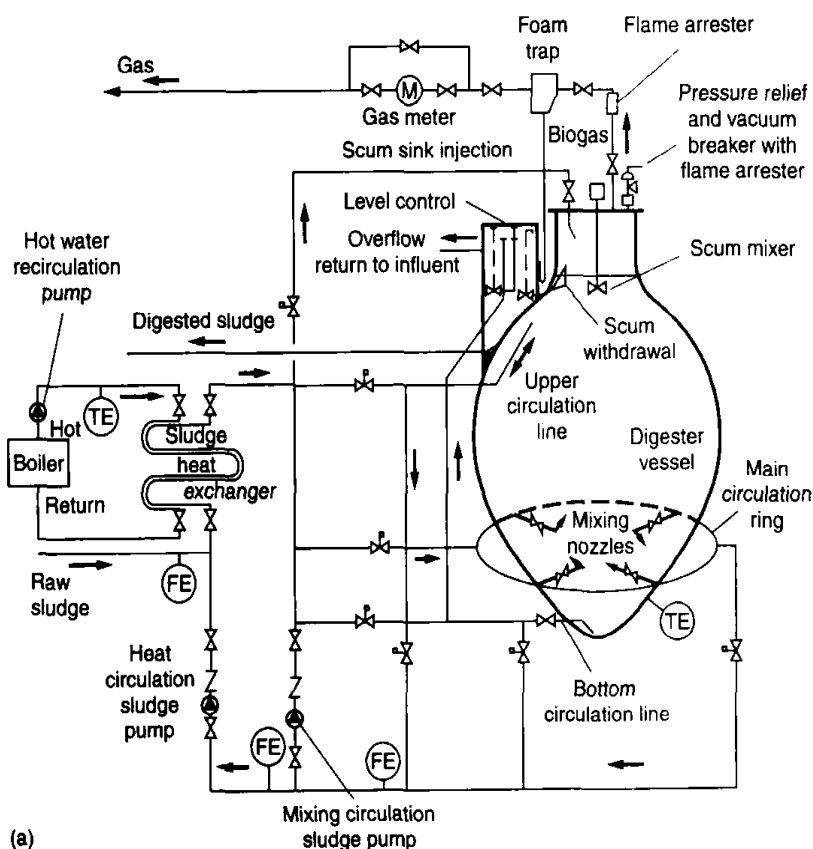 Foam
trap
Flame arrester
Gas
M
Gas meter
Biogas
Pressure relief
and vacuum
breaker with
flame arrester
Scum sink injection
Level control
Overflow
return to influent
Hot water
recirculation
pump
Scum mixer
Digested sludge
Scum
withdrawal
Upper
circulation
line
TE
Hot
Boiler
Return
Sludge
heat
exchanger
Digester
vessel
Main
circulation
ring
Mixing
nozzles
Raw
sludge
FE
TE
Heat
circulation
sludge
pump
Bottom
circulation line
FE
FE
Mixing circulation
sludge pump
(a)